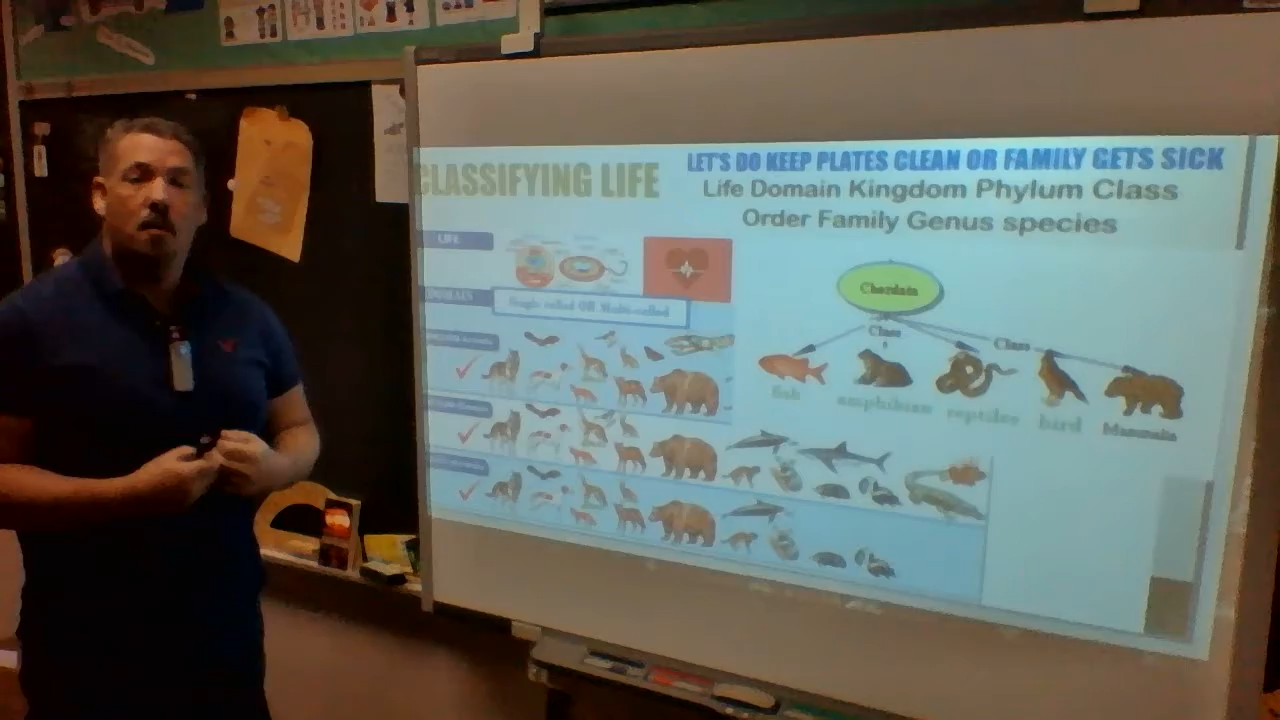 CLASSIFYING LIFE
LET'S DO KEEP PLATES CLEAN OR FAMILY GETS SICK
Life Domain Kingdom Phylum Class
Order Family Genus species
LIFE
Single celled OR Multi-celled
Chordata
Class
Class
fish
amphibian
reptiles
bird
Mammals